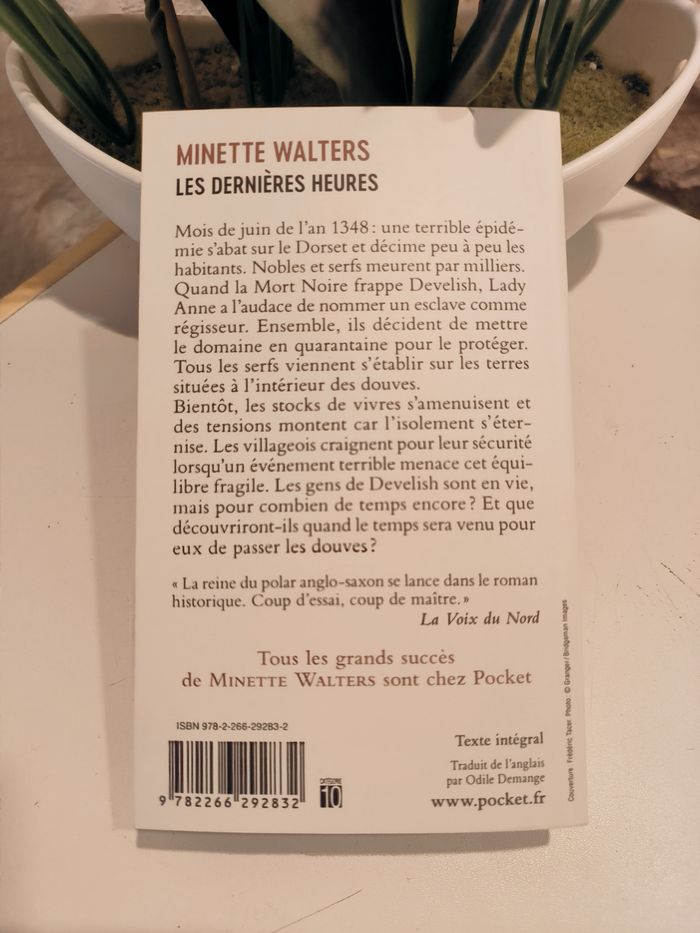 MINETTE WALTERS
LES DERNIÈRES HEURES
Mois de juin de l'an 1348 : une terrible épidé-
mie s'abat sur le Dorset et décime peu à peu les
habitants. Nobles et serfs meurent par milliers.
Quand la Mort Noire frappe Develish, Lady
Anne a l'audace de nommer un esclave comme
régisseur. Ensemble, ils décident de mettre
le domaine en quarantaine pour le protéger.
Tous les serfs viennent s'établir sur les terres
situées à l'intérieur des douves.
Bientôt, les stocks de vivres s'amenuisent et
des tensions montent car l'isolement s'éter-
nise. Les villageois craignent pour leur sécurité
lorsqu'un événement terrible menace cet équi-
libre fragile. Les gens de Develish sont en vie,
mais pour combien de temps encore ? Et que
découvriront-ils quand le temps sera venu pour
eux de passer les douves ?
« La reine du polar anglo-saxon se lance dans le roman
historique. Coup d'essai, coup de maître. »
La Voix du Nord
Tous les grands succès
de MINETTE WALTERS sont chez Pocket
ISBN 978-2-266-29283-2
9 782266 292832
CATÉGORIE
10
Texte intégral
Traduit de l'anglais
par Odile Demange
www.pocket.fr
Couverture : Frédéric Tacer. Photo : © Granger / Bridgeman Images